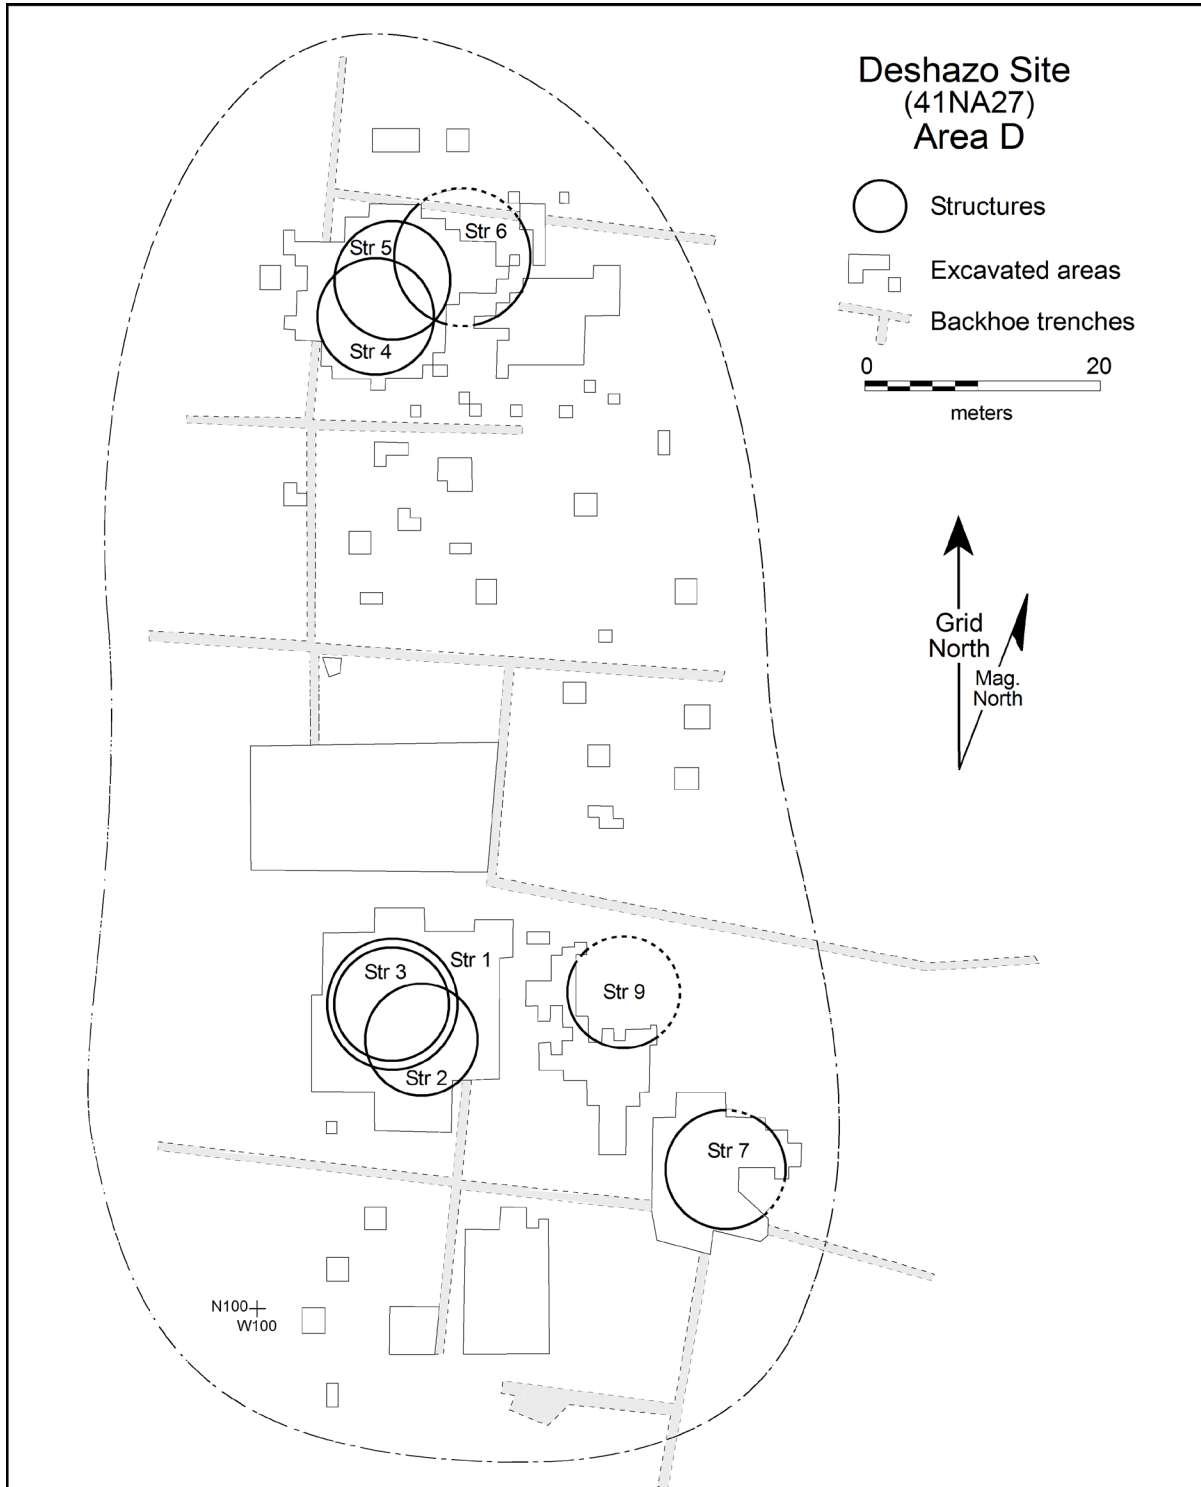 Deshazo Site
(41NA27)
Area D
Structures
Excavated areas
Backhoe trenches
0 20
meters
Grid
North
Mag.
North
Str 6
Str 5
Str 4
Str 1
Str 3
Str 9
Str 2
Str 7
N100
W100